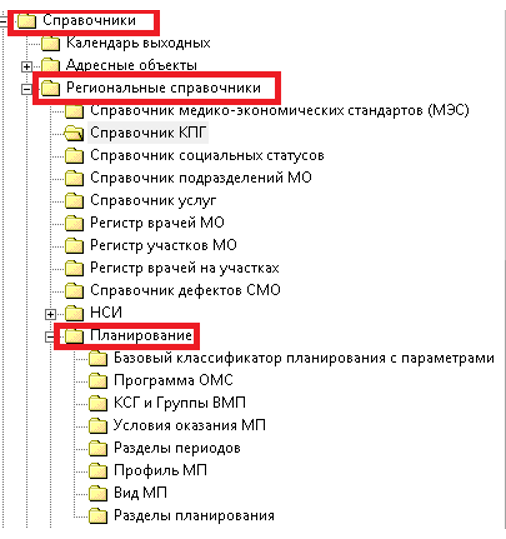 Справочники
Календарь выходных
Адресные объекты
Региональные справочники
Справочник медико-экономических стандартов (МЭС)
Справочник КПГ
Справочник социальных статусов
Справочник подразделений МО
Справочник услуг
Регистр врачей МО
Регистр участков МО
Регистр врачей на участках
Справочник дефектов СМО
НСИ
Планирование
Базовый классификатор планирования с параметрами
Программа ОМС
КСГ и Группы ВМП
Условия оказания МП
Разделы периодов
Профиль МП
Вид МП
Разделы планирования